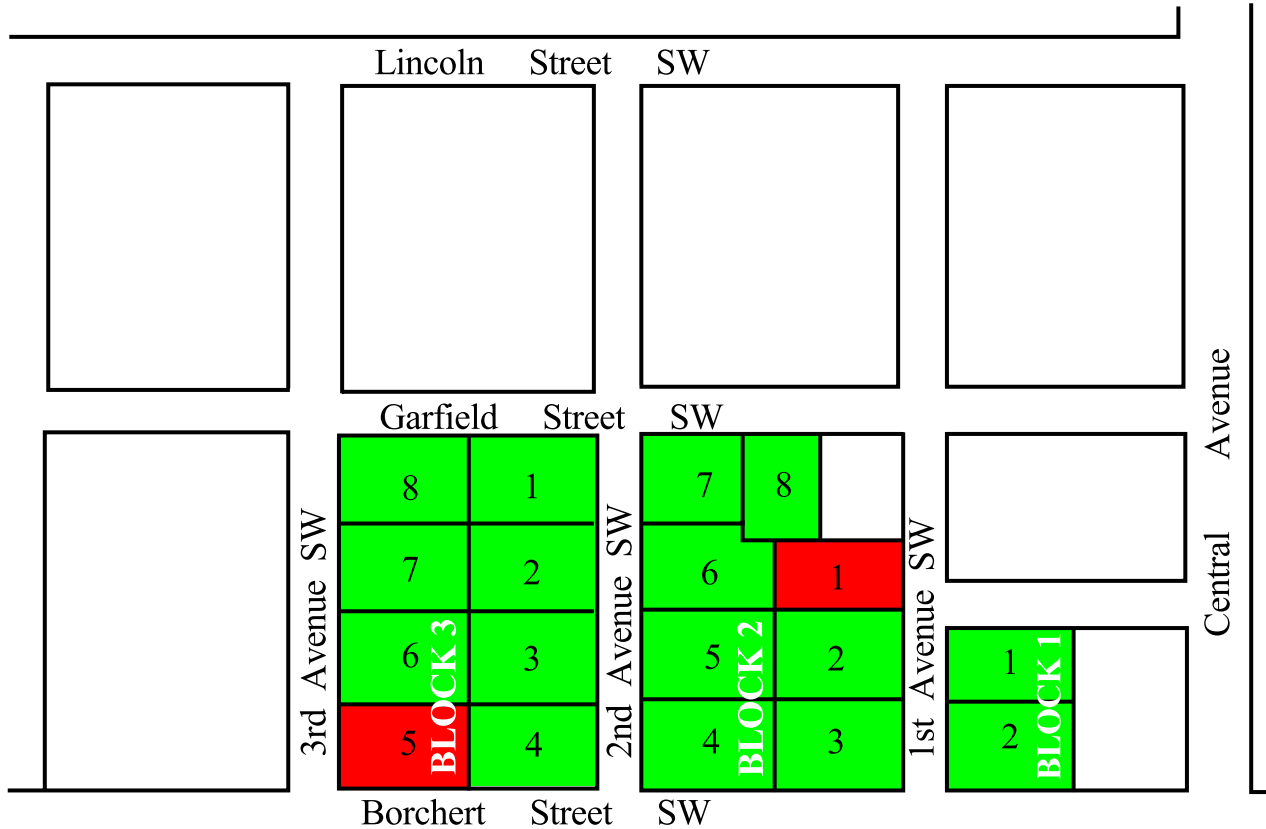 Lincoln Street SW
Garfield Street SW
3rd Avenue SW
8
1
7
2
6
3
5
4
BLOCK 3
2nd Avenue SW
7
8
6
1
5
2
4
3
BLOCK 2
1st Avenue SW
1
2
BLOCK 1
Central Avenue
Borchert Street SW